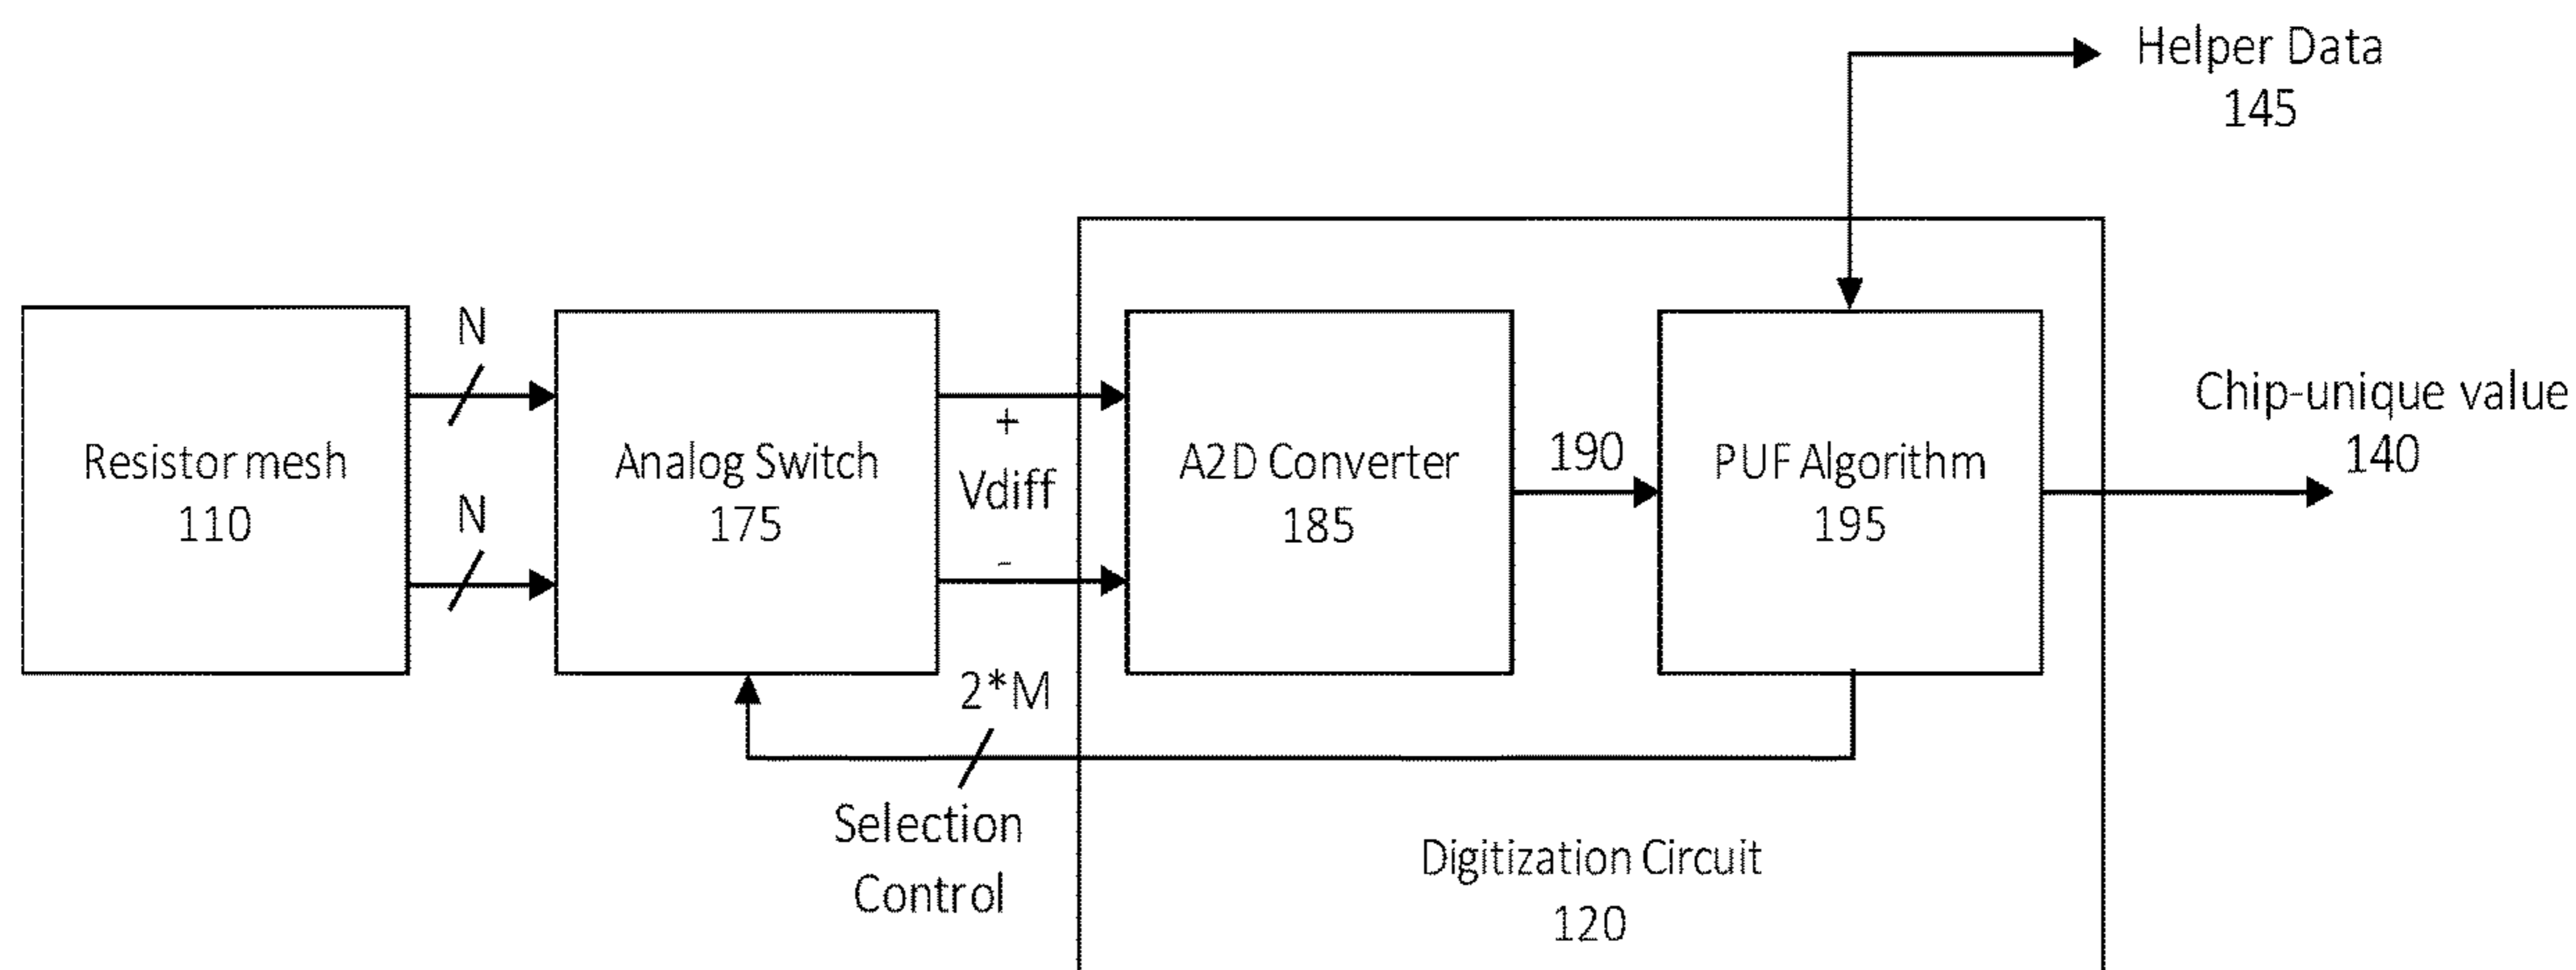 Helper Data
145
N
N
Resistor mesh
110
Analog Switch
175
+
Vdiff
-
A2D Converter
185
190
PUF Algorithm
195
Chip-unique value
140
2*M
Selection
Control
Digitization Circuit
120